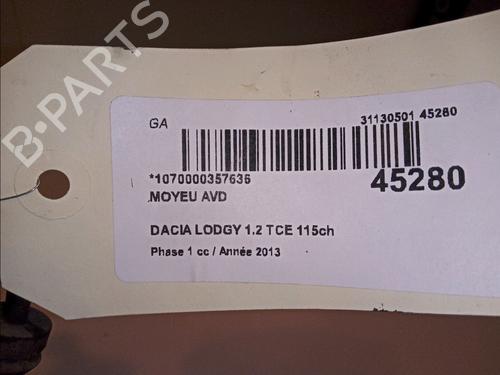 B-PARTS
GA
31130501 45280
*1070000357636
45280
MOYEU AVD
DACIA LODGY 1.2 TCE 115ch
Phase 1 cc / Année 2013